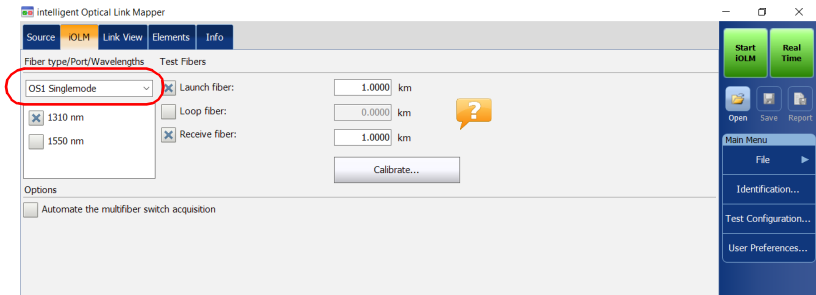 intelligent Optical Link Mapper
Source iOLM Link View Elements Info
Fiber type/Port/Wavelengths Test Fibers
OS1 Singlemode
Launch fiber: 1.0000 km
1310 nm
Loop fiber: 0.0000 km
1550 nm
Receive fiber: 1.0000 km
?
Calibrate...
Options
Automate the multifiber switch acquisition
Start iOLM
Real Time
Open Save Report
Main Menu
File
Identification...
Test Configuration...
User Preferences...